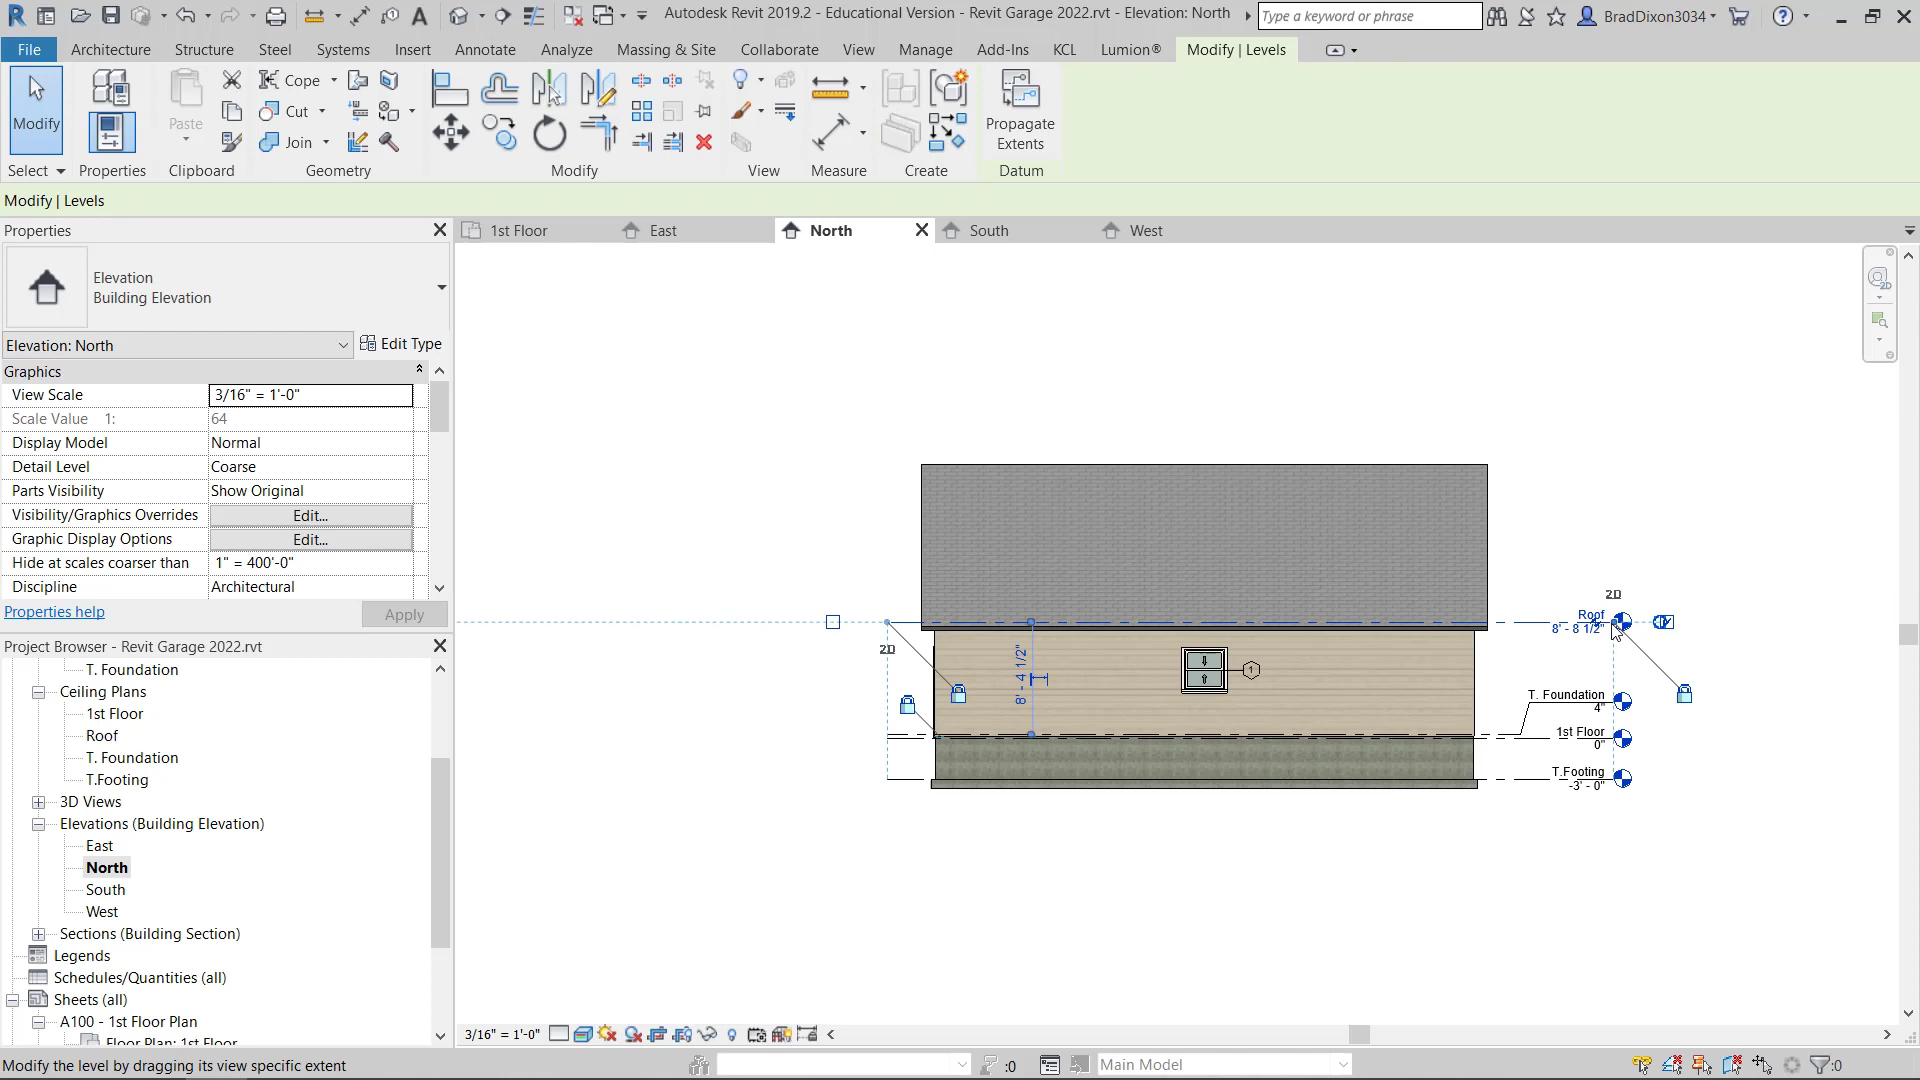 Autodesk Revit 2019.2 - Educational Version - Revit Garage 2022.rvt - Elevation: North
Type a keyword or phrase
BradDixon3034
File Architecture Structure Steel Systems Insert Annotate Analyze Massing & Site Collaborate View Manage Add-Ins KCL Lumion® Modify | Levels
Modify
Paste
Cope
Cut
Join
Propagate
Extents
Select Properties Clipboard Geometry Modify View Measure Create Datum
Modify | Levels
Properties
1st Floor East North South West
Elevation
Building Elevation
Elevation: North Edit Type
Graphics
View Scale 3/16" = 1'-0"
Scale Value 1: 64
Display Model Normal
Detail Level Coarse
Parts Visibility Show Original
Visibility/Graphics Overrides Edit...
Graphic Display Options Edit...
Hide at scales coarser than 1" = 400'-0"
Discipline Architectural
Properties help Apply
Project Browser - Revit Garage 2022.rvt
T. Foundation
Ceiling Plans
1st Floor
Roof
T. Foundation
T.Footing
3D Views
Elevations (Building Elevation)
East
North
South
West
Sections (Building Section)
Legends
Schedules/Quantities (all)
Sheets (all)
A100 - 1st Floor Plan
Floor Plan: 1st Floor
2D
Roof
8' - 8 1/2"
2D
8' - 4 1/2"
1
T. Foundation
4"
1st Floor
0"
T.Footing
-3' - 0"
2D
3/16" = 1'-0"
Modify the level by dragging its view specific extent
:0
Main Model
:0